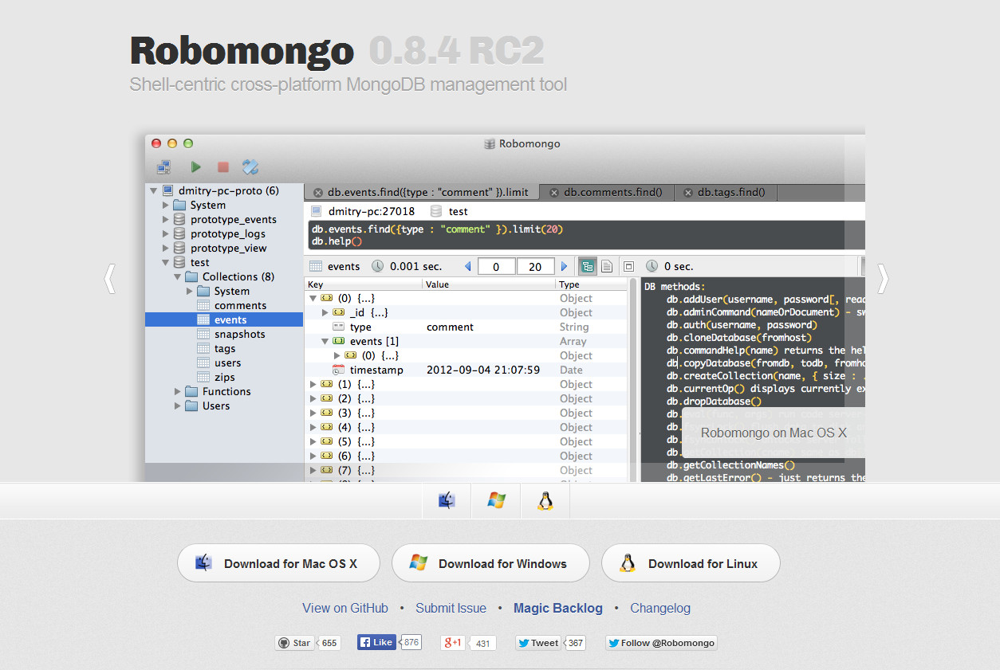 Robomongo 0.8.4 RC2
Shell-centric cross-platform MongoDB management tool
Robomongo
dmitry-pc-proto (6)
System
prototype_events
prototype_logs
prototype_view
test
Collections (8)
System
comments
events
snapshots
tags
users
zips
Functions
Users
db.events.find({type : "comment" }).limit
db.comments.find()
db.tags.find()
dmitry-pc:27018 test
db.events.find({type : "comment" }).limit(20)
db.help()
events 0.001 sec. 0 20
0 sec.
Key Value Type
(0) {...} Object
_id {...} Object
type comment String
events [1] Array
(0) {...} Object
timestamp 2012-09-04 21:07:59 Date
(1) {...} Object
(2) {...} Object
(3) {...} Object
(4) {...} Object
(5) {...} Object
(6) {...} Object
(7) {...} Object
DB methods:
db.addUser(username, password[, read
db.adminCommand(nameOrDocument) - sw
db.auth(username, password)
db.cloneDatabase(fromhost)
db.commandHelp(name) returns the hel
db.copyDatabase(fromdb, todb, fromho
db.createCollection(name, { size : .
db.currentOp() displays currently ex
db.dropDatabase()
Robomongo on Mac OS X
db.getCollectionNames()
db.getLastError() - just returns the
Download for Mac OS X
Download for Windows
Download for Linux
View on GitHub • Submit Issue • Magic Backlog • Changelog
Star 655
Like 876
g+1 431
Tweet 367
Follow @Robomongo